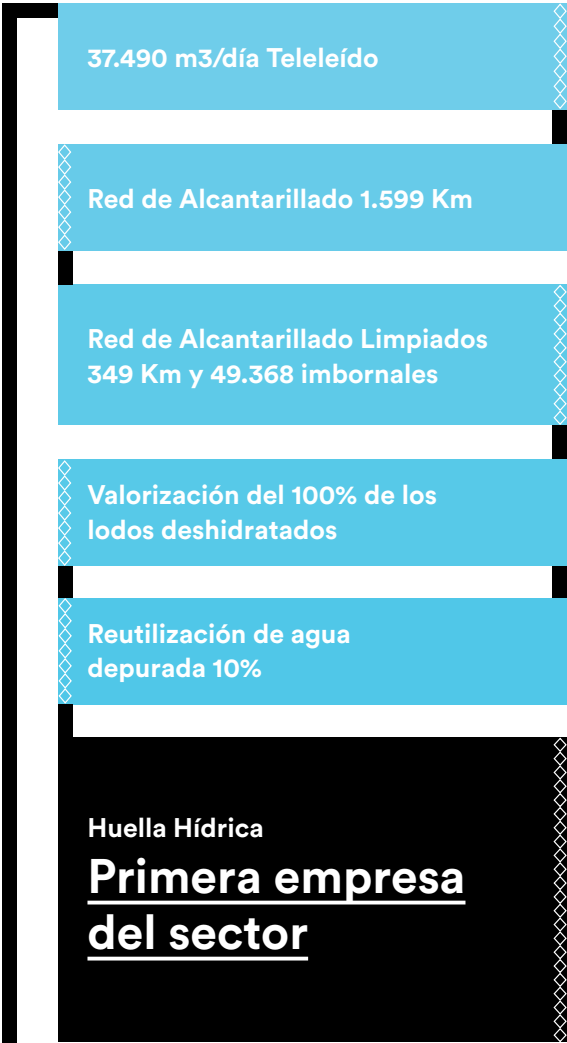 37.490 m3/día Teleleído
Red de Alcantarillado 1.599 Km
Red de Alcantarillado Limpiados
349 Km y 49.368 imbornales
Valorización del 100% de los
lodos deshidratados
Reutilización de agua
depurada 10%
Huella Hídrica
Primera empresa
del sector